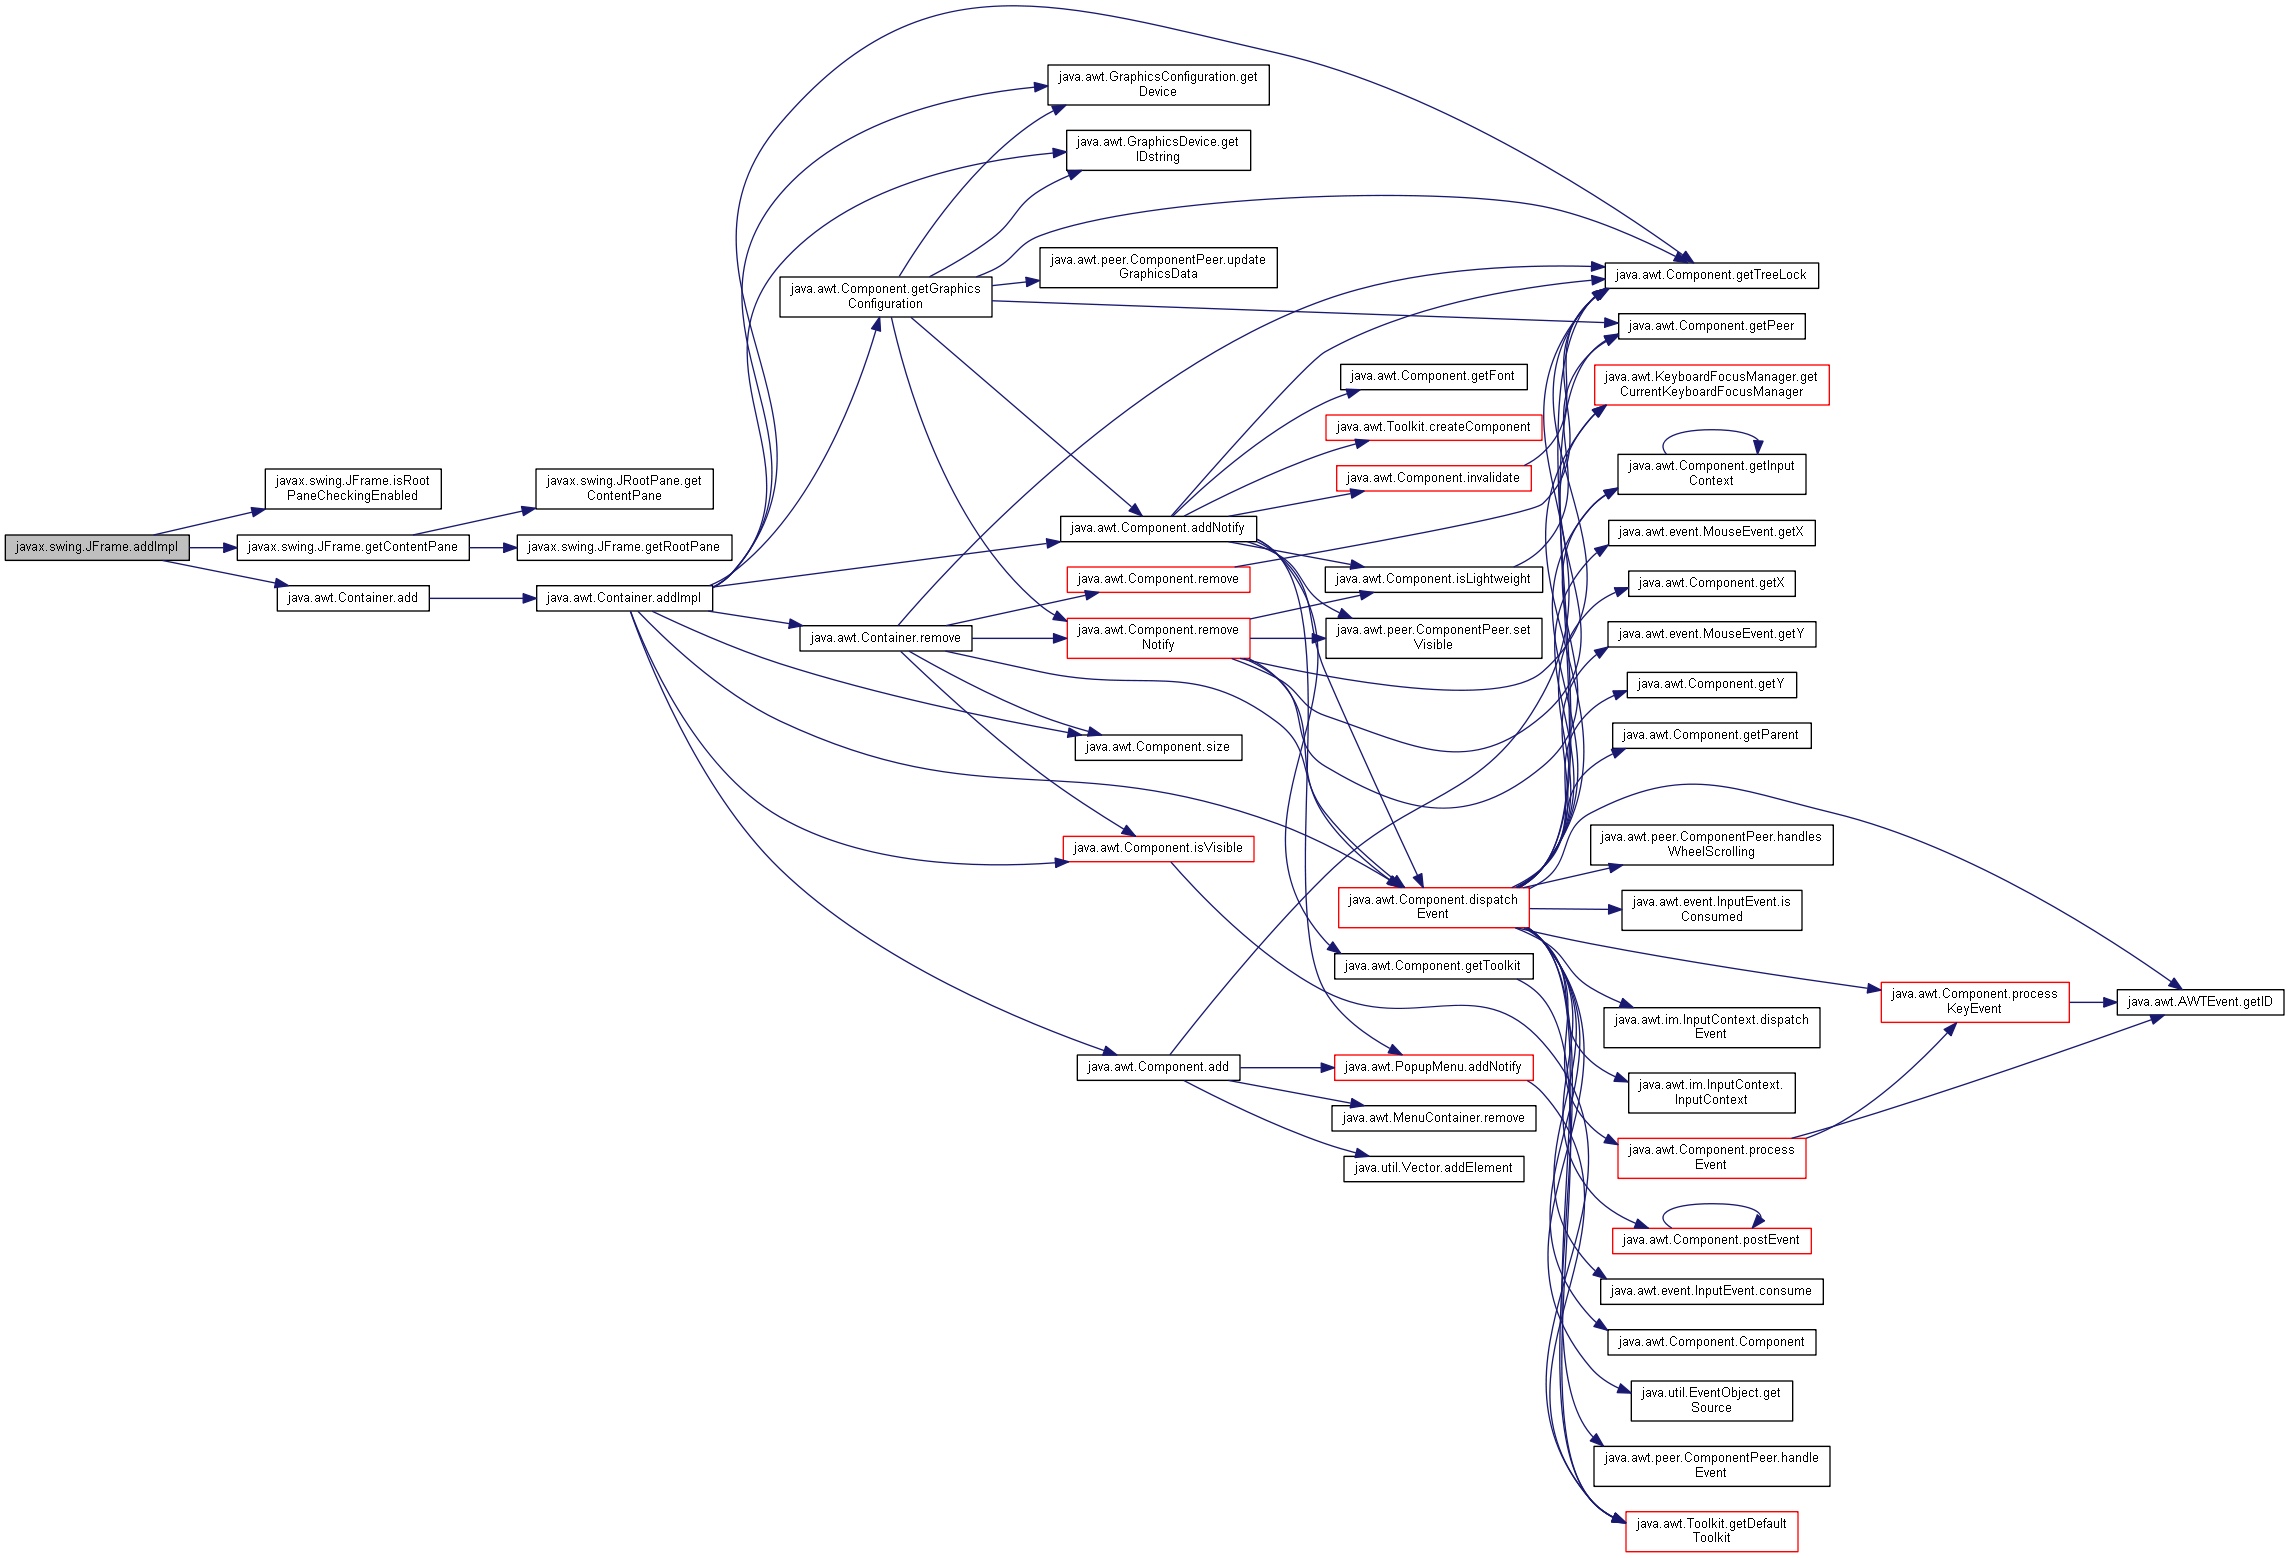 javax.swing.JFrame.addImpl
javax.swing.JFrame.isRoot
PaneCheckingEnabled
javax.swing.JFrame.getContentPane
java.awt.Container.add
javax.swing.JRootPane.get
ContentPane
javax.swing.JFrame.getRootPane
java.awt.Container.addImpl
java.awt.Component.getGraphics
Configuration
java.awt.Container.remove
java.awt.GraphicsConfiguration.get
Device
java.awt.GraphicsDevice.get
IDstring
java.awt.peer.ComponentPeer.update
GraphicsData
java.awt.Component.addNotify
java.awt.Component.remove
java.awt.Component.remove
Notify
java.awt.Component.size
java.awt.Component.isVisible
java.awt.Component.add
java.awt.Component.getFont
java.awt.Toolkit.createComponent
java.awt.Component.invalidate
java.awt.Component.isLightweight
java.awt.peer.ComponentPeer.set
Visible
java.awt.Component.dispatch
Event
java.awt.Component.getToolkit
java.awt.PopupMenu.addNotify
java.awt.MenuContainer.remove
java.util.Vector.addElement
java.awt.Component.getTreeLock
java.awt.Component.getPeer
java.awt.KeyboardFocusManager.get
CurrentKeyboardFocusManager
java.awt.Component.getInput
Context
java.awt.event.MouseEvent.getX
java.awt.Component.getX
java.awt.event.MouseEvent.getY
java.awt.Component.getY
java.awt.Component.getParent
java.awt.peer.ComponentPeer.handles
WheelScrolling
java.awt.event.InputEvent.is
Consumed
java.awt.im.InputContext.dispatch
Event
java.awt.im.InputContext.
InputContext
java.awt.Component.process
Event
java.awt.Component.postEvent
java.awt.event.InputEvent.consume
java.awt.Component.Component
java.util.EventObject.get
Source
java.awt.peer.ComponentPeer.handle
Event
java.awt.Toolkit.getDefault
Toolkit
java.awt.Component.process
KeyEvent
java.awt.AWTEvent.getID